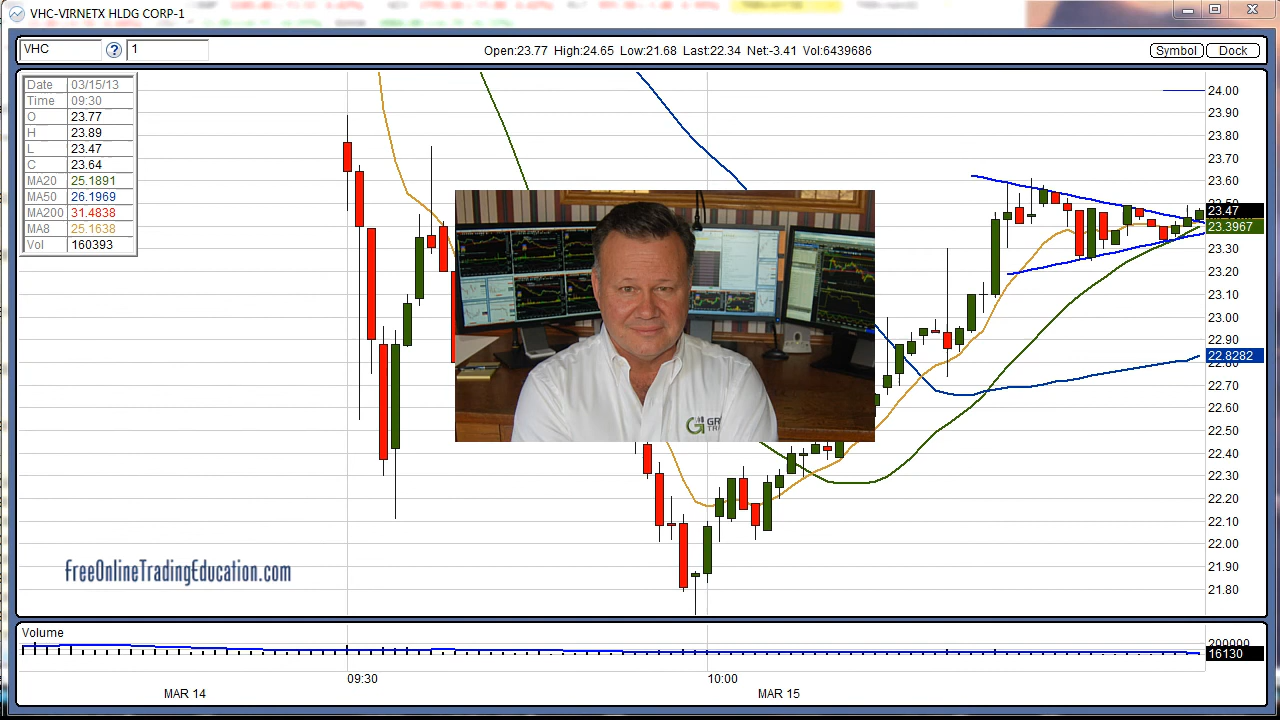 VHC-VIRNETX HLDG CORP-1
VHC ? 1 Open:23.77 High:24.65 Low:21.68 Last:22.34 Net:-3.41 Vol:6439686 Symbol Dock
Date 03/15/13
Time 09:30
O 23.77
H 23.89
L 23.47
C 23.64
MA20 25.1891
MA50 26.1969
MA200 31.4838
MA8 25.1638
Vol 160393
24.00
23.90
23.80
23.70
23.60
23.47
23.3967
23.30
23.20
23.10
23.00
22.90
22.8282
22.80
22.70
22.60
22.50
22.40
22.30
22.20
22.10
22.00
21.90
21.80
freeOnlineTradingEducation.com
Volume
200000
16130
09:30 10:00
MAR 14 MAR 15